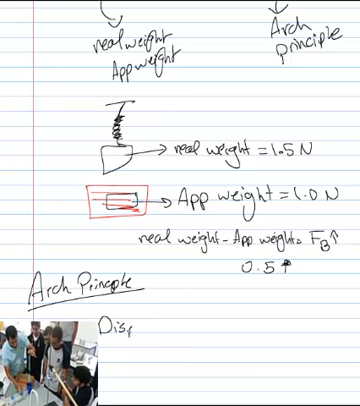 real weight
App weight
Arch
principle
real weight = 1.5 N
App weight = 1.0 N
real weight - App weight = FB↑
0.5 ↑
Arch Principle
Disp